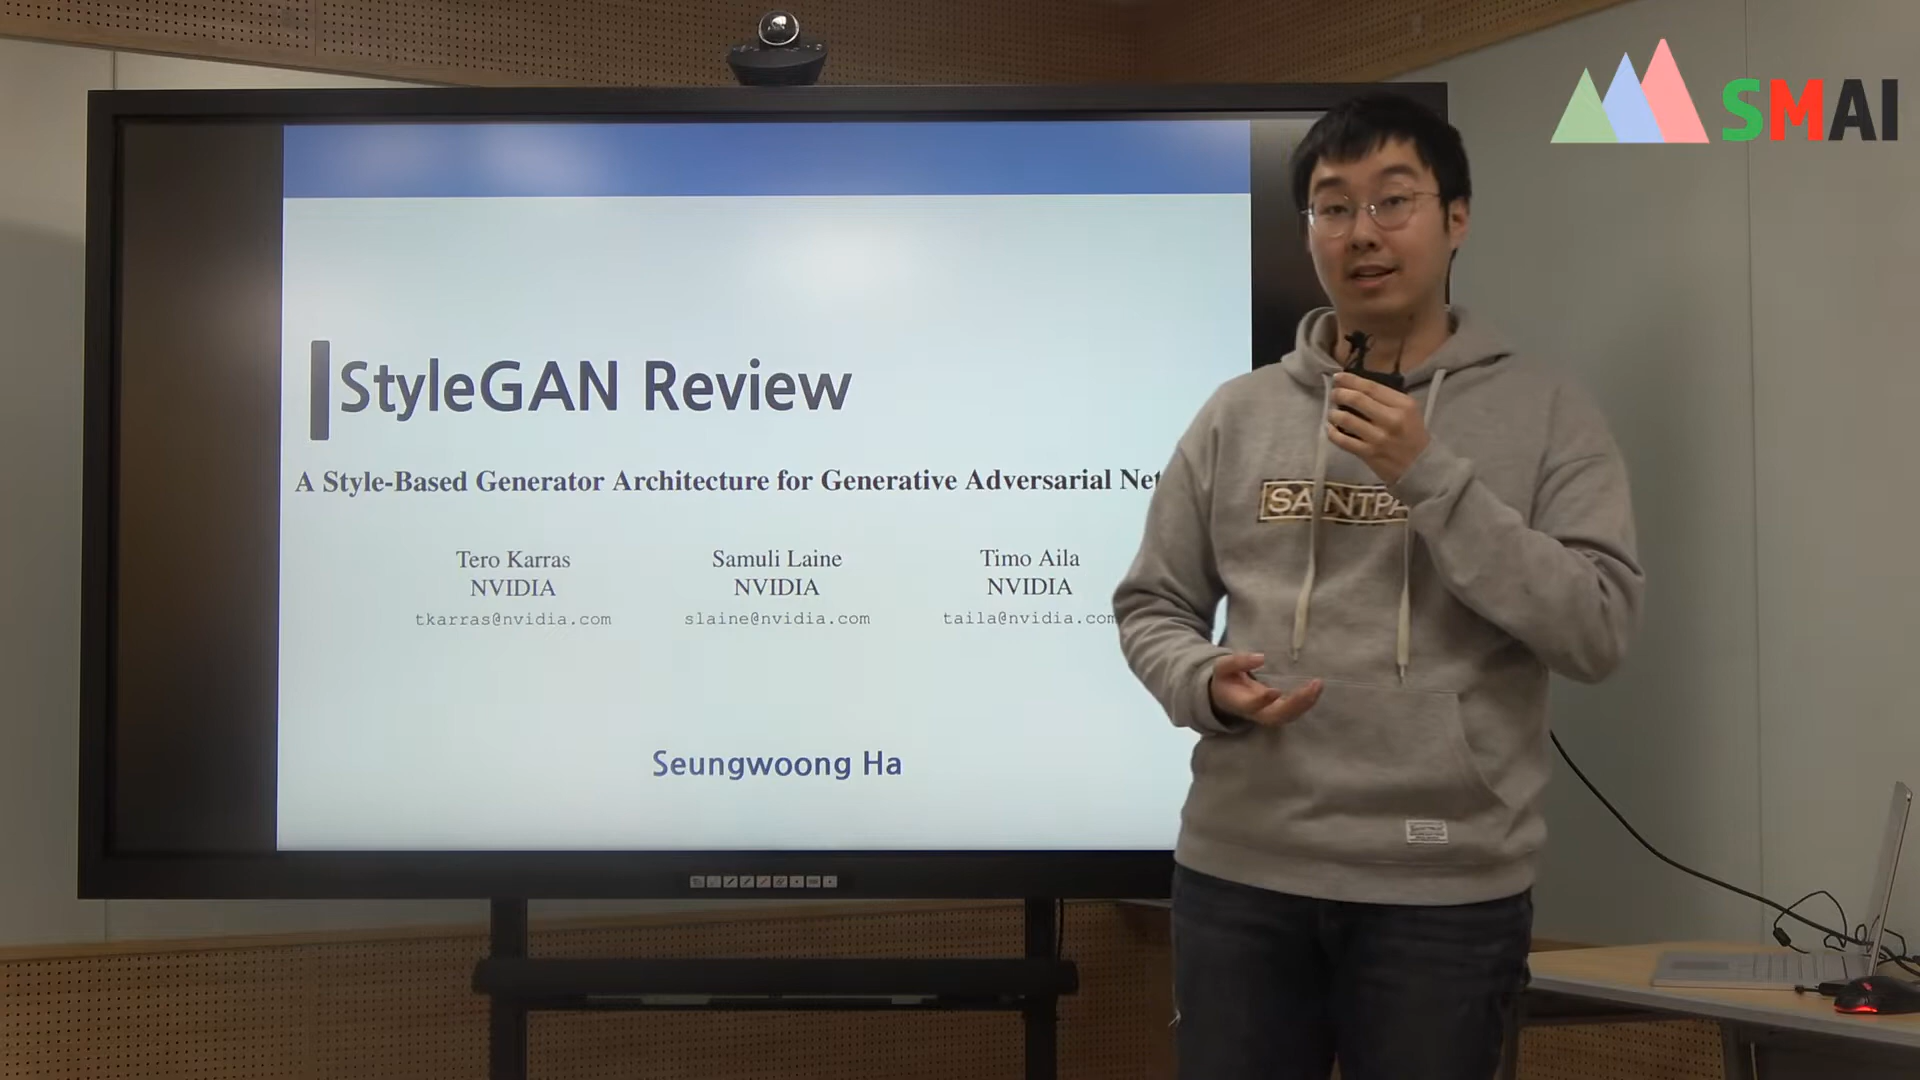 SMAI
StyleGAN Review
A Style-Based Generator Architecture for Generative Adversarial
Tero Karras
NVIDIA
tkarras@nvidia.com
Samuli Laine
NVIDIA
slaine@nvidia.com
Timo Aila
NVIDIA
taila@nvidia.com
Seungwoong Ha
SAINTPA